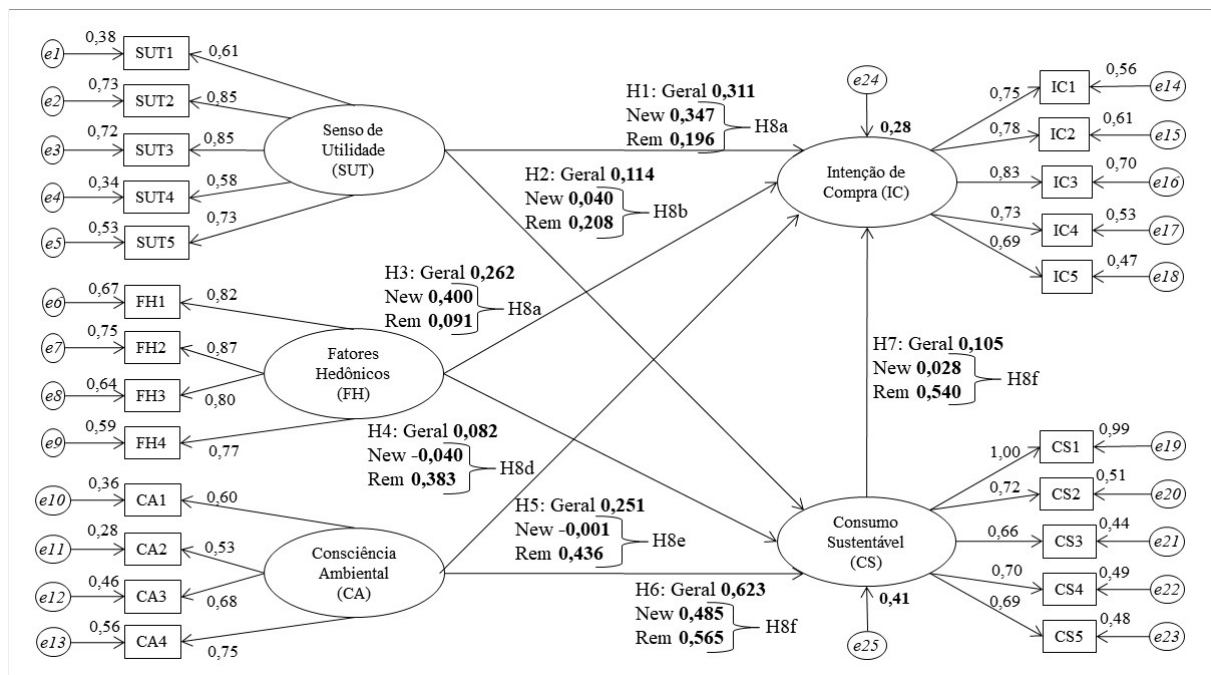 e1
0,38
SUT1
0,61
e2
0,73
SUT2
0,85
e3
0,72
SUT3
0,85
e4
0,34
SUT4
0,58
e5
0,53
SUT5
0,73
Senso de
Utilidade
(SUT)
e6
0,67
FH1
0,82
e7
0,75
FH2
0,87
e8
0,64
FH3
0,80
e9
0,59
FH4
0,77
Fatores
Hedônicos
(FH)
e10
0,36
CA1
0,60
e11
0,28
CA2
0,53
e12
0,46
CA3
0,68
e13
0,56
CA4
0,75
Consciência
Ambiental
(CA)
H1: Geral 0,311
New 0,347
Rem 0,196
H8a
H2: Geral 0,114
New 0,040
Rem 0,208
H8b
H3: Geral 0,262
New 0,400
Rem 0,091
H8a
H4: Geral 0,082
New -0,040
Rem 0,383
H8d
H5: Geral 0,251
New -0,001
Rem 0,436
H8e
H6: Geral 0,623
New 0,485
Rem 0,565
H8f
H7: Geral 0,105
New 0,028
Rem 0,540
H8f
e24
0,28
Intenção de
Compra (IC)
0,75
IC1
0,56
e14
0,78
IC2
0,61
e15
0,83
IC3
0,70
e16
0,73
IC4
0,53
e17
0,69
IC5
0,47
e18
Consumo
Sustentável
(CS)
0,41
e25
1,00
CS1
0,99
e19
0,72
CS2
0,51
e20
0,66
CS3
0,44
e21
0,70
CS4
0,49
e22
0,69
CS5
0,48
e23